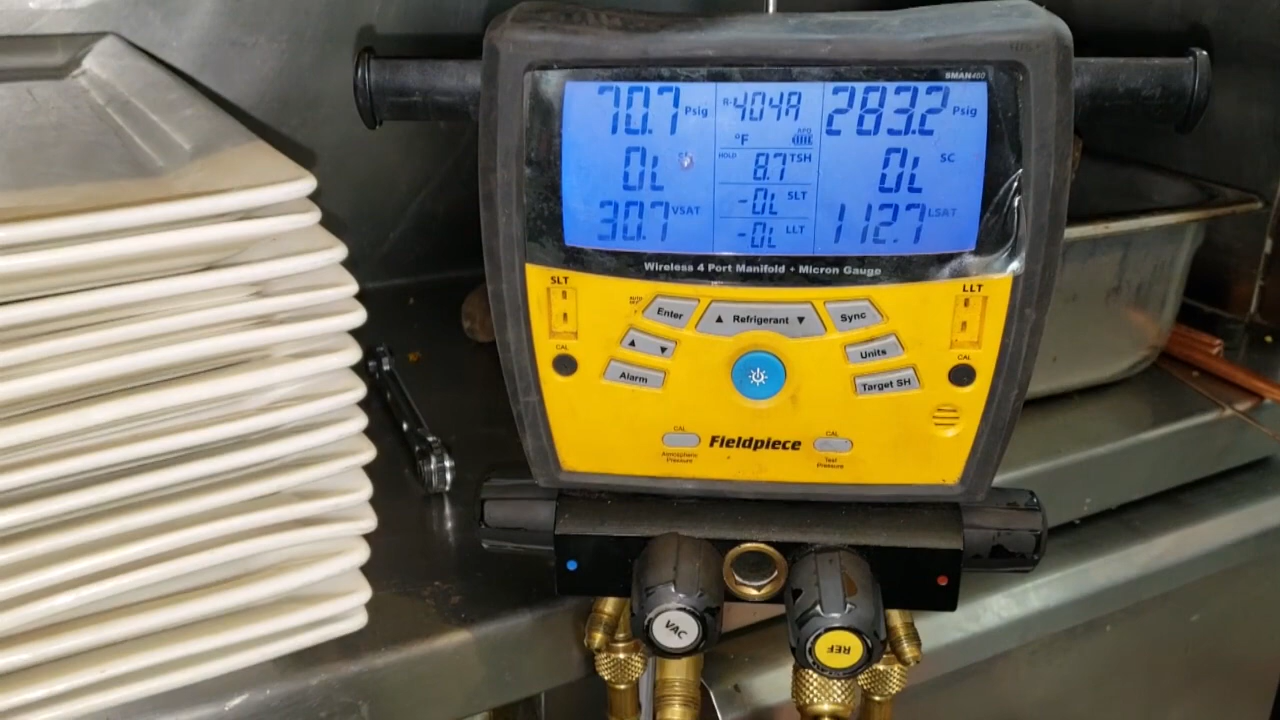 SMAN460
70.7 Psig R-404A 283.2 Psig
°F APO
HOLD 8.7 TSH
0L 0L SC
-0L SLT
30.7 VSAT 112.7 LSAT
-0L LLT
Wireless 4 Port Manifold + Micron Gauge
SLT LLT
AUTO OFF Enter ▲ Refrigerant ▼ Sync
▲ ▼ Units
CAL CAL
Alarm Target SH
CAL CAL
Fieldpiece
Atmospheric Pressure Test Pressure
VAC REF